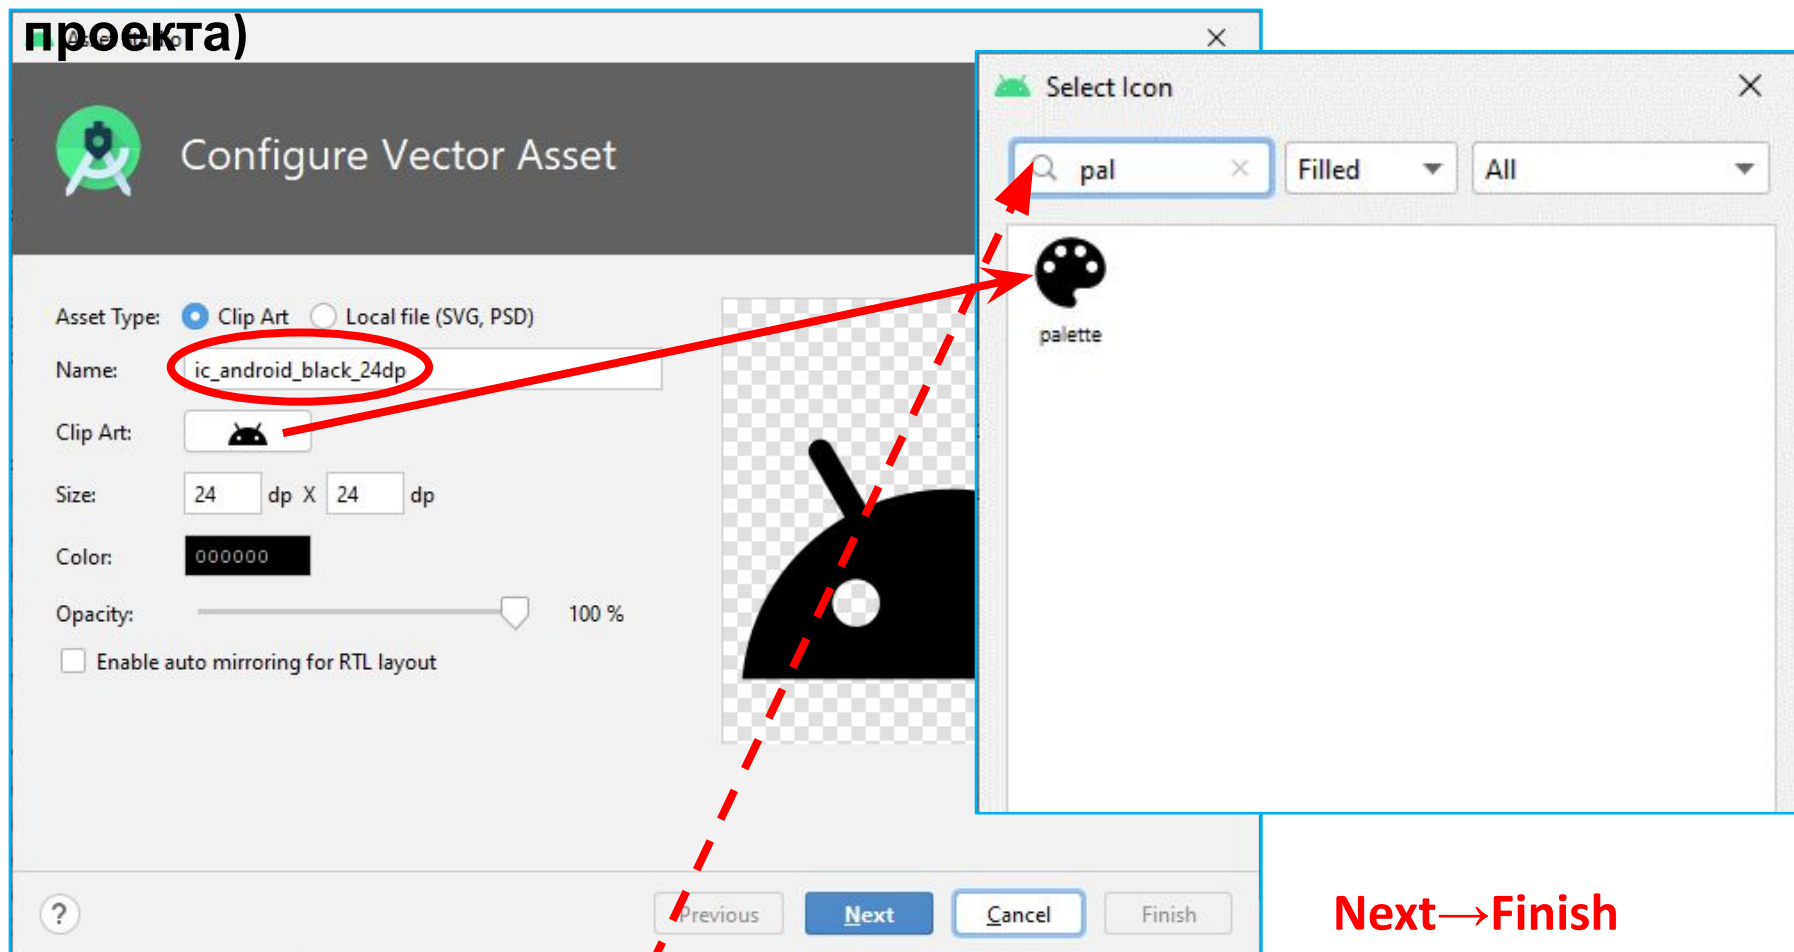 проекта)
Asset Studio
Configure Vector Asset
Asset Type: Clip Art Local file (SVG, PSD)
Name: ic_android_black_24dp
Clip Art:
Size: 24 dp X 24 dp
Color: 000000
Opacity: 100 %
Enable auto mirroring for RTL layout
? Previous Next Cancel Finish
Select Icon
pal Filled All
palette
Next→Finish